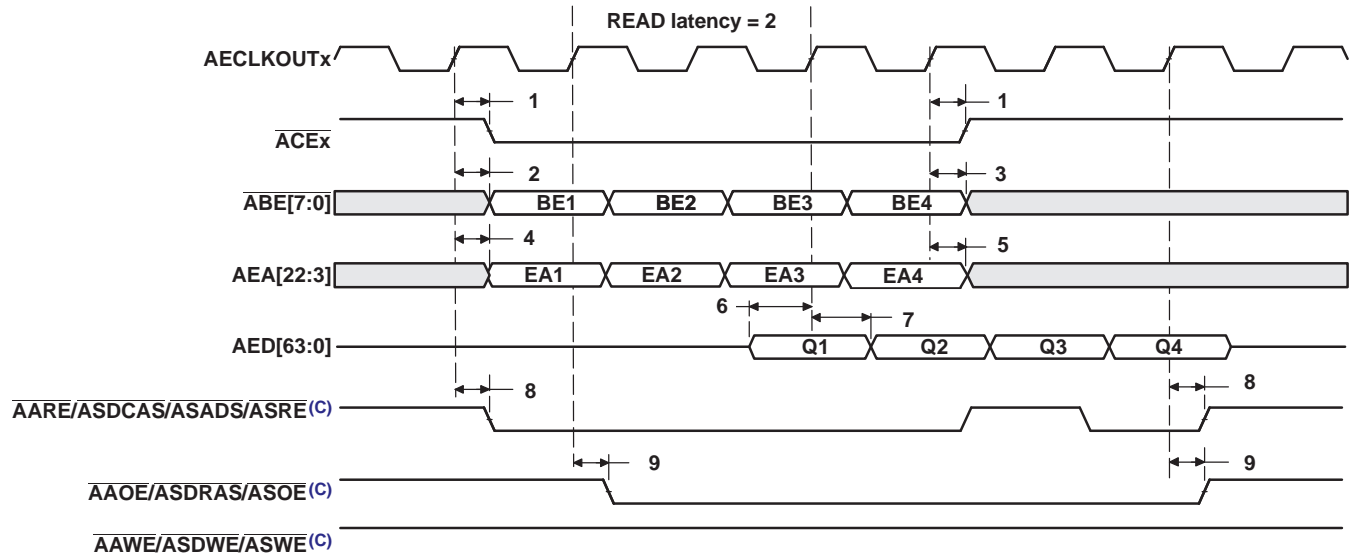 READ latency = 2
AECLKOUTx
1 1
ACEx
2 3
ABE[7:0] BE1 BE2 BE3 BE4
4 5
AEA[22:3] EA1 EA2 EA3 EA4
6 7
AED[63:0] Q1 Q2 Q3 Q4
8 8
AARE/ASDCAS/ASADS/ASRE(C)
9 9
AAOE/ASDRAS/ASOE(C)
AAWE/ASDWE/ASWE(C)